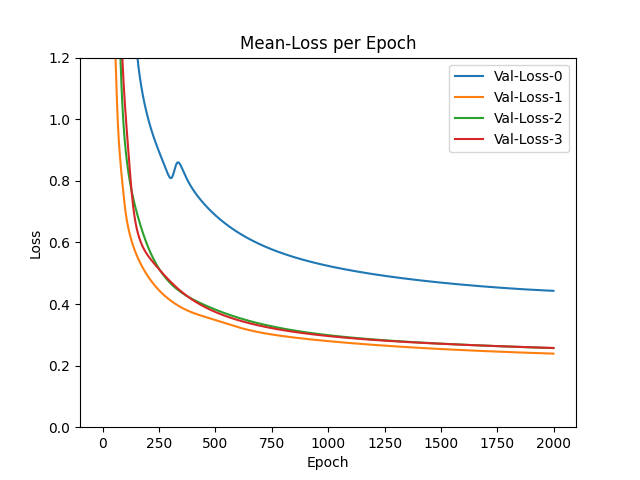 Mean-Loss per Epoch
Loss
1.2
1.0
0.8
0.6
0.4
0.2
0.0
Val-Loss-0
Val-Loss-1
Val-Loss-2
Val-Loss-3
0 250 500 750 1000 1250 1500 1750 2000
Epoch